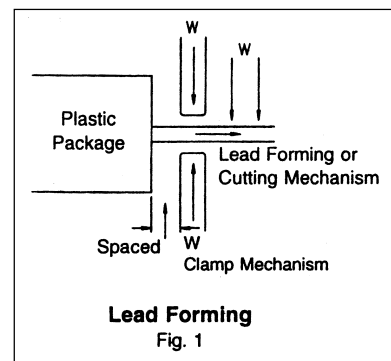 W
W
Plastic
Package
Lead Forming or
Cutting Mechanism
Spaced
W
Clamp Mechanism
Lead Forming
Fig. 1